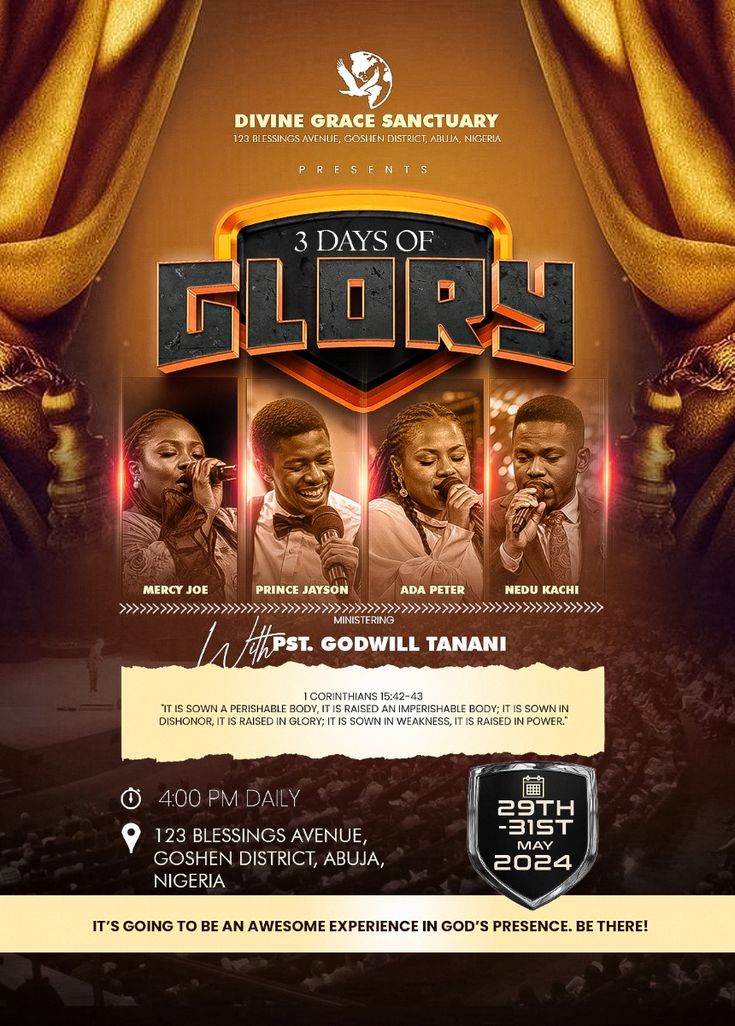 DIVINE GRACE SANCTUARY
123 BLESSINGS AVENUE, GOSHEN DISTRICT, ABUJA, NIGERIA
PRESENTS
3 DAYS OF
GLORY
MERCY JOE
PRINCE JAYSON
ADA PETER
NEDU KACHI
MINISTERING
With PST. GODWILL TANANI
1 CORINTHIANS 15:42-43
"IT IS SOWN A PERISHABLE BODY, IT IS RAISED AN IMPERISHABLE BODY; IT IS SOWN IN
DISHONOR, IT IS RAISED IN GLORY; IT IS SOWN IN WEAKNESS, IT IS RAISED IN POWER."
4:00 PM DAILY
123 BLESSINGS AVENUE,
GOSHEN DISTRICT, ABUJA,
NIGERIA
29TH
-31ST
MAY
2024
IT'S GOING TO BE AN AWESOME EXPERIENCE IN GOD'S PRESENCE. BE THERE!